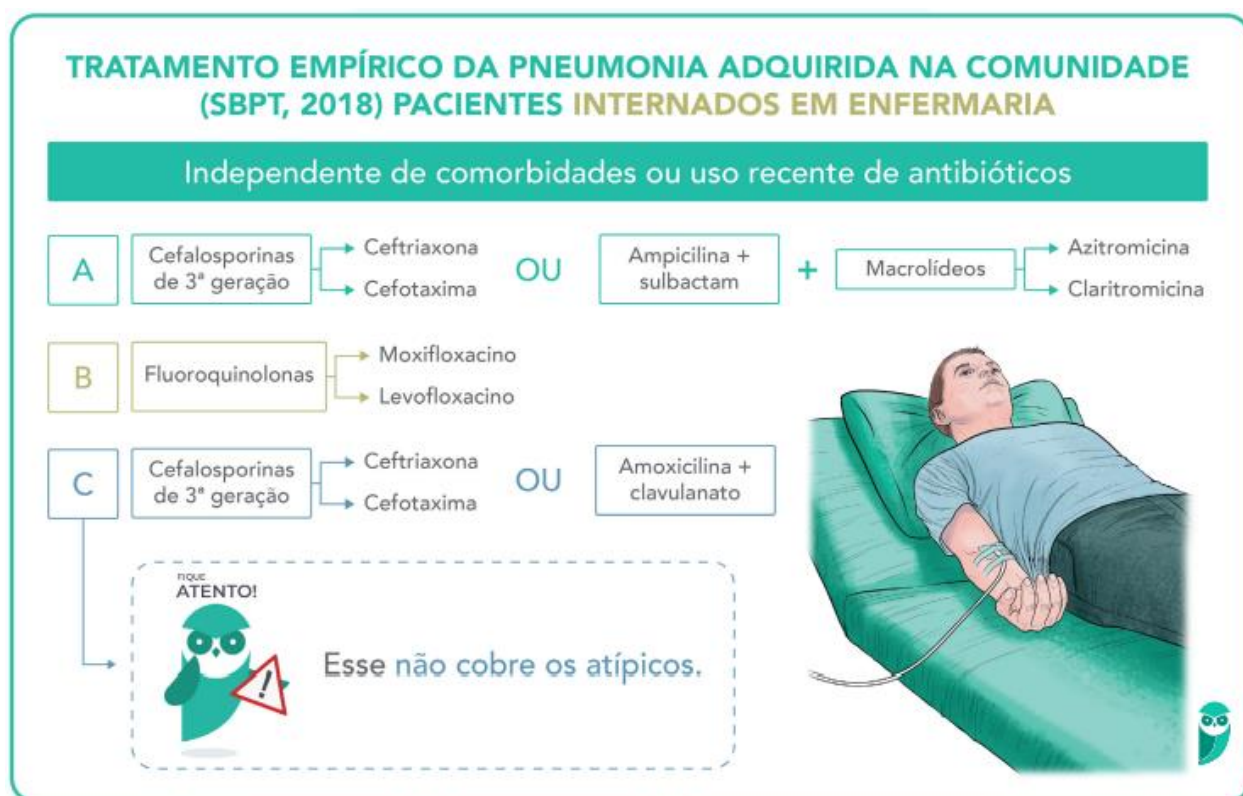 TRATAMENTO EMPÍRICO DA PNEUMONIA ADQUIRIDA NA COMUNIDADE
(SBPT, 2018) PACIENTES INTERNADOS EM ENFERMARIA
Independente de comorbidades ou uso recente de antibióticos
A
Cefalosporinas
de 3ª geração
Ceftriaxona
Cefotaxima
OU
Ampicilina +
sulbactam
+
Macrolídeos
Azitromicina
Claritromicina
B
Fluoroquinolonas
Moxifloxacino
Levofloxacino
C
Cefalosporinas
de 3ª geração
Ceftriaxona
Cefotaxima
OU
Amoxicilina +
clavulanato
FIQUE
ATENTO!
!
Esse não cobre os atípicos.